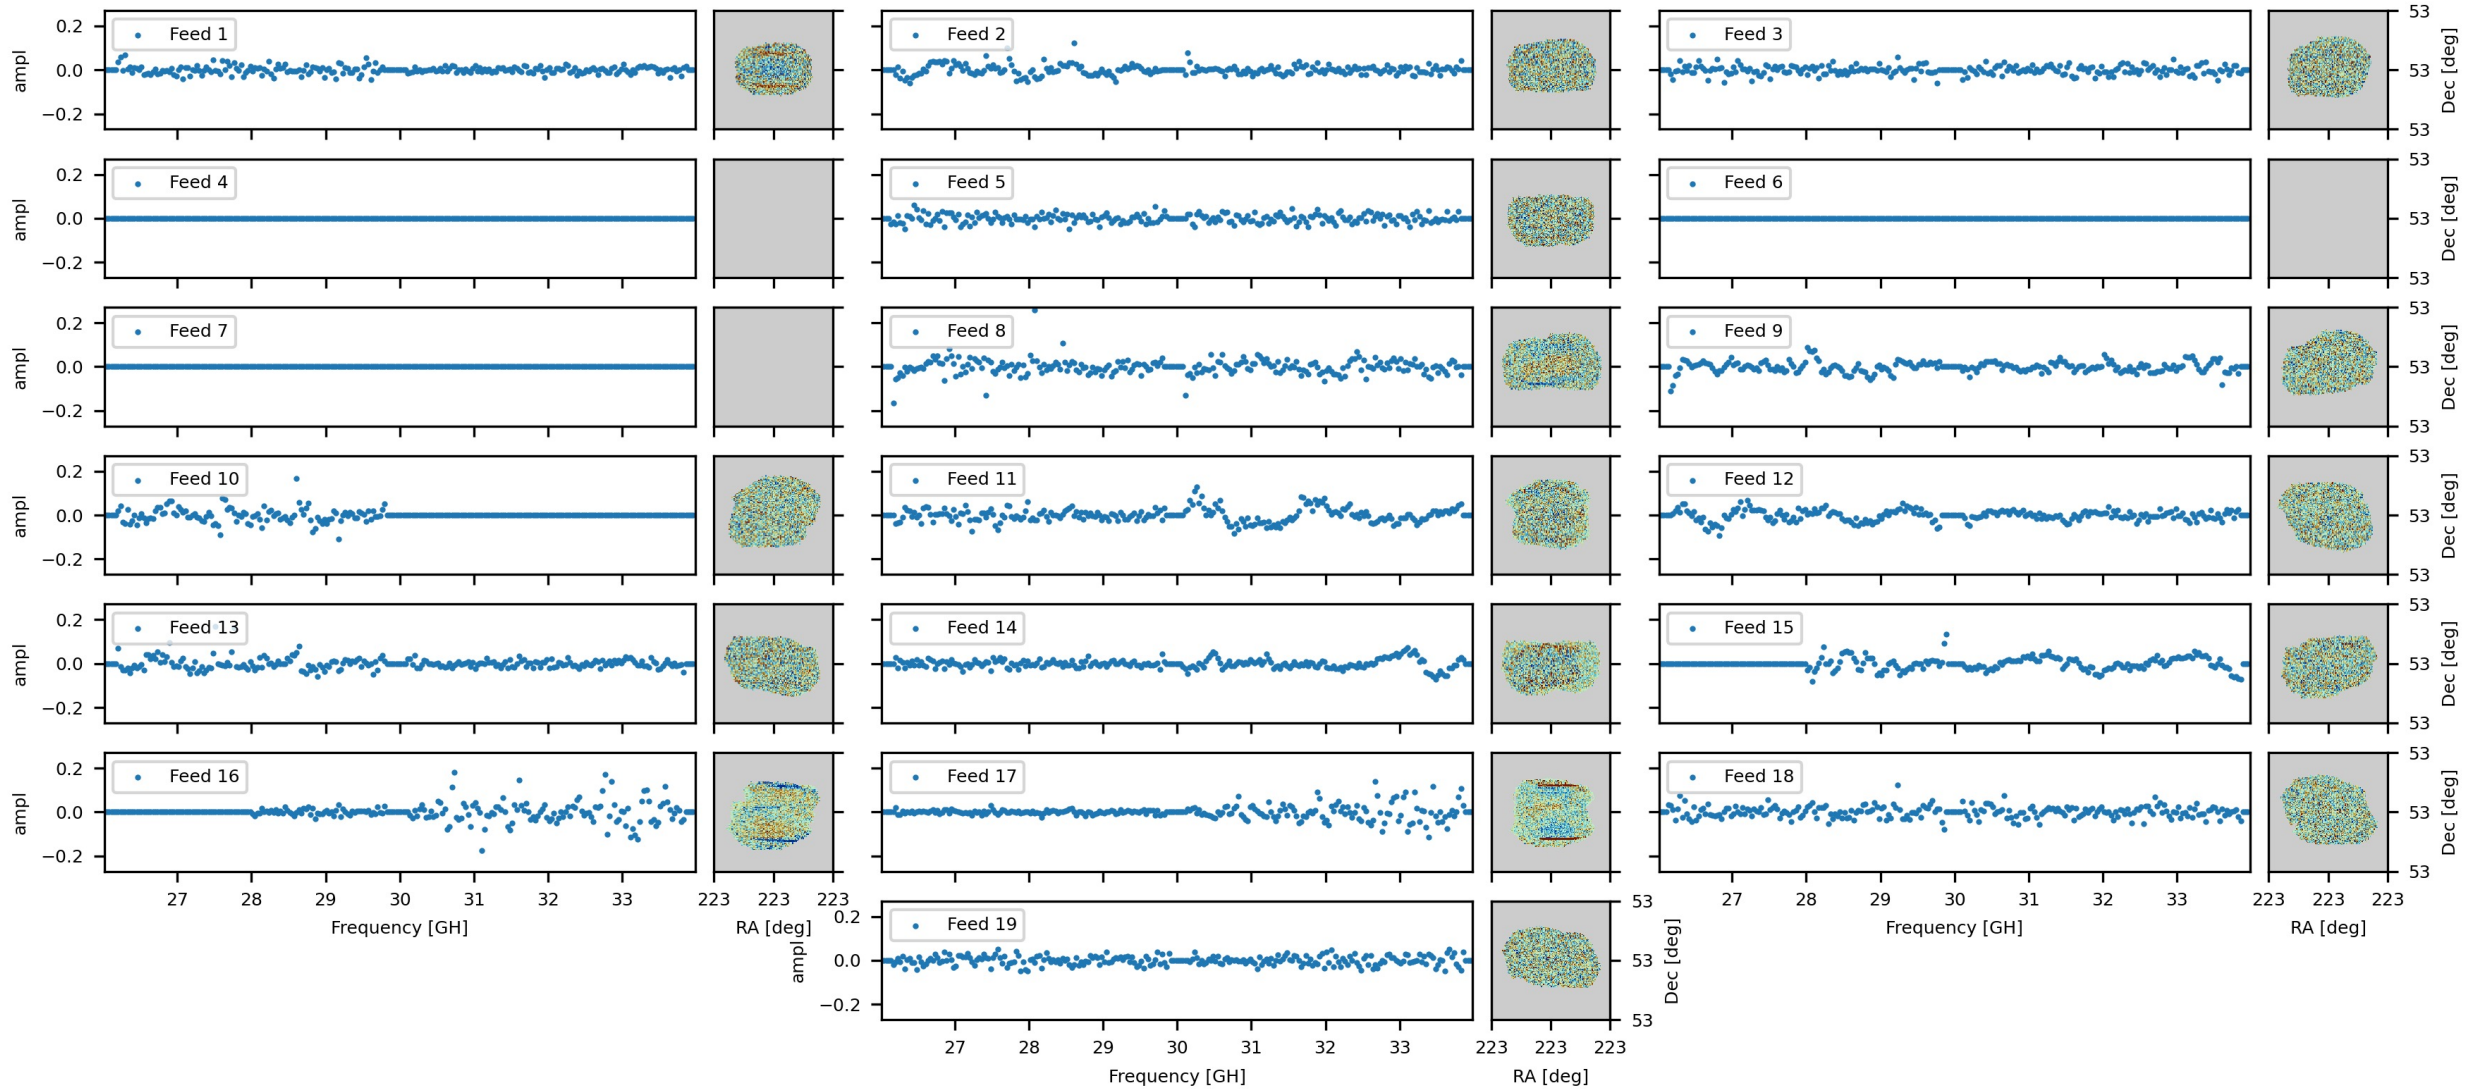 0.2
0.0
−0.2
ampl
Feed 1
Feed 2
Feed 3
53
53
53
Dec [deg]
0.2
0.0
−0.2
ampl
Feed 4
Feed 5
Feed 6
53
53
53
Dec [deg]
0.2
0.0
−0.2
ampl
Feed 7
Feed 8
Feed 9
53
53
53
Dec [deg]
0.2
0.0
−0.2
ampl
Feed 10
Feed 11
Feed 12
53
53
53
Dec [deg]
0.2
0.0
−0.2
ampl
Feed 13
Feed 14
Feed 15
53
53
53
Dec [deg]
0.2
0.0
−0.2
ampl
Feed 16
Feed 17
Feed 18
53
53
53
Dec [deg]
27 28 29 30 31 32 33
Frequency [GH]
223 223 223
RA [deg]
27 28 29 30 31 32 33
Frequency [GH]
223 223 223
RA [deg]
0.2
0.0
−0.2
ampl
Feed 19
53
53
53
Dec [deg]
27 28 29 30 31 32 33
Frequency [GH]
223 223 223
RA [deg]